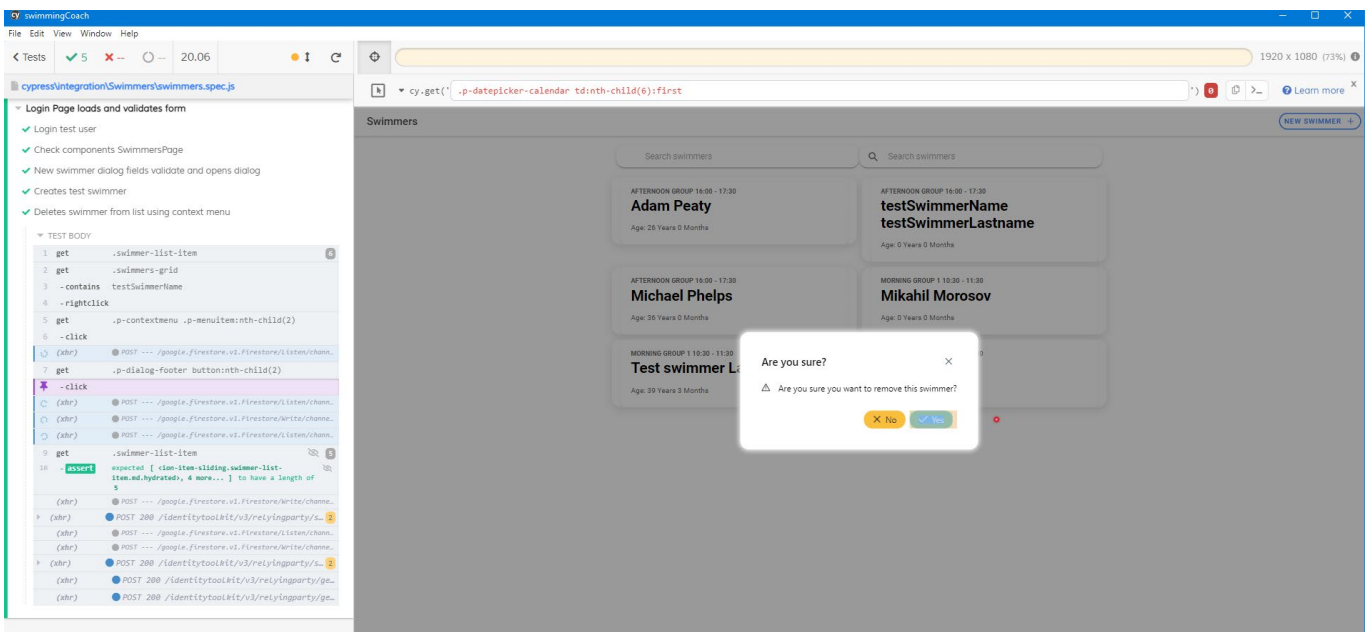 cy swimmingCoach
File Edit View Window Help
Tests 5 -- -- 20.06
1920 x 1080 (73%)
cypress\integration\Swimmers\swimmers.spec.js
cy.get(' .p-datepicker-calendar td:nth-child(6):first ') 0 >_ Learn more x
Login Page loads and validates form
Login test user
Check components SwimmersPage
New swimmer dialog fields validate and opens dialog
Creates test swimmer
Deletes swimmer from list using context menu
TEST BODY
1 get .swimmer-list-item 6
2 get .swimmers-grid
3 -contains testSwimmerName
4 -rightclick
5 get .p-contextmenu .p-menuitem:nth-child(2)
6 -click
(xhr) POST --- /google.firestore.v1.Firestore/Listen/chann…
7 get .p-dialog-footer button:nth-child(2)
-click
(xhr) POST --- /google.firestore.v1.Firestore/Listen/chann…
(xhr) POST --- /google.firestore.v1.Firestore/Write/channe…
(xhr) POST --- /google.firestore.v1.Firestore/Listen/chann…
9 get .swimmer-list-item 5
10 -assert expected [ <ion-item-sliding.swimmer-list-
item.md.hydrated>, 4 more... ] to have a length of
5
(xhr) POST --- /google.firestore.v1.Firestore/Write/channe…
(xhr) POST 200 /identitytoolkit/v3/relyingparty/s… 2
(xhr) POST --- /google.firestore.v1.Firestore/Listen/chann…
(xhr) POST --- /google.firestore.v1.Firestore/Write/channe…
(xhr) POST 200 /identitytoolkit/v3/relyingparty/s… 2
(xhr) POST 200 /identitytoolkit/v3/relyingparty/ge…
(xhr) POST 200 /identitytoolkit/v3/relyingparty/ge…
Swimmers
NEW SWIMMER +
Search swimmers
Search swimmers
AFTERNOON GROUP 16:00 - 17:30
Adam Peaty
Age: 26 Years 0 Months
AFTERNOON GROUP 16:00 - 17:30
testSwimmerName
testSwimmerLastname
Age: 0 Years 0 Months
AFTERNOON GROUP 16:00 - 17:30
Michael Phelps
Age: 36 Years 0 Months
MORNING GROUP 1 10:30 - 11:30
Mikahil Morosov
Age: 0 Years 0 Months
MORNING GROUP 1 10:30 - 11:30
Test swimmer La
Age: 39 Years 3 Months
Are you sure?
Are you sure you want to remove this swimmer?
No
Yes